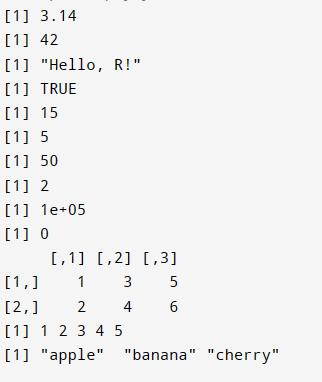 [1] 3.14
[1] 42
[1] "Hello, R!"
[1] TRUE
[1] 15
[1] 5
[1] 50
[1] 2
[1] 1e+05
[1] 0
     [,1] [,2] [,3]
[1,]    1    3    5
[2,]    2    4    6
[1] 1 2 3 4 5
[1] "apple"  "banana" "cherry"